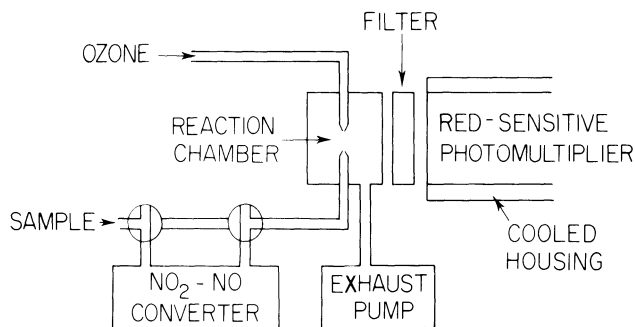 FILTER
OZONE
REACTION
CHAMBER
RED-SENSITIVE
PHOTOMULTIPLIER
SAMPLE
COOLED
HOUSING
NO₂-NO
CONVERTER
EXHAUST
PUMP